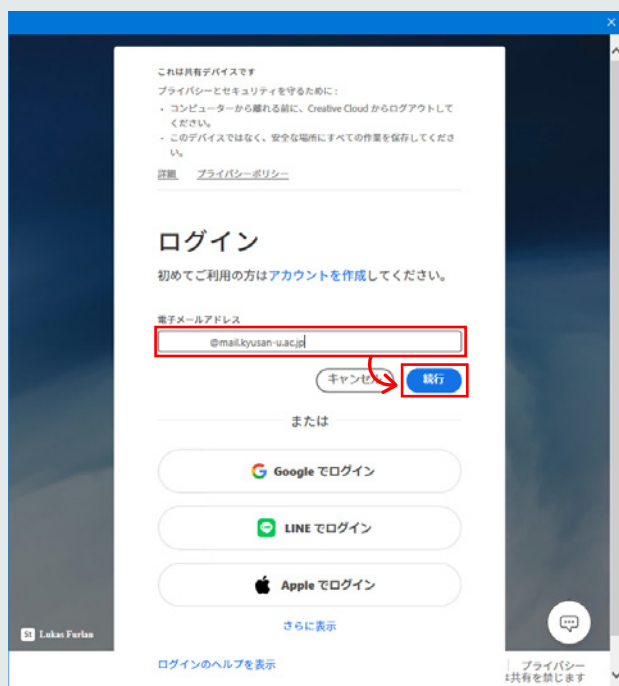 これは共有デバイスです
プライバシーとセキュリティを守るために：
・ コンピューターから離れる前に、Creative Cloud からログアウトして
ください。
・ このデバイスではなく、安全な場所にすべての作業を保存してくださ
い。
詳細 プライバシーポリシー
ログイン
初めてご利用の方はアカウントを作成してください。
電子メールアドレス
@mail.kyusan-u.ac.jp
キャンセル 続行
または
Google でログイン
LINE でログイン
Apple でログイン
さらに表示
St Lukas Furlan
ログインのヘルプを表示
プライバシー
共有を禁じます